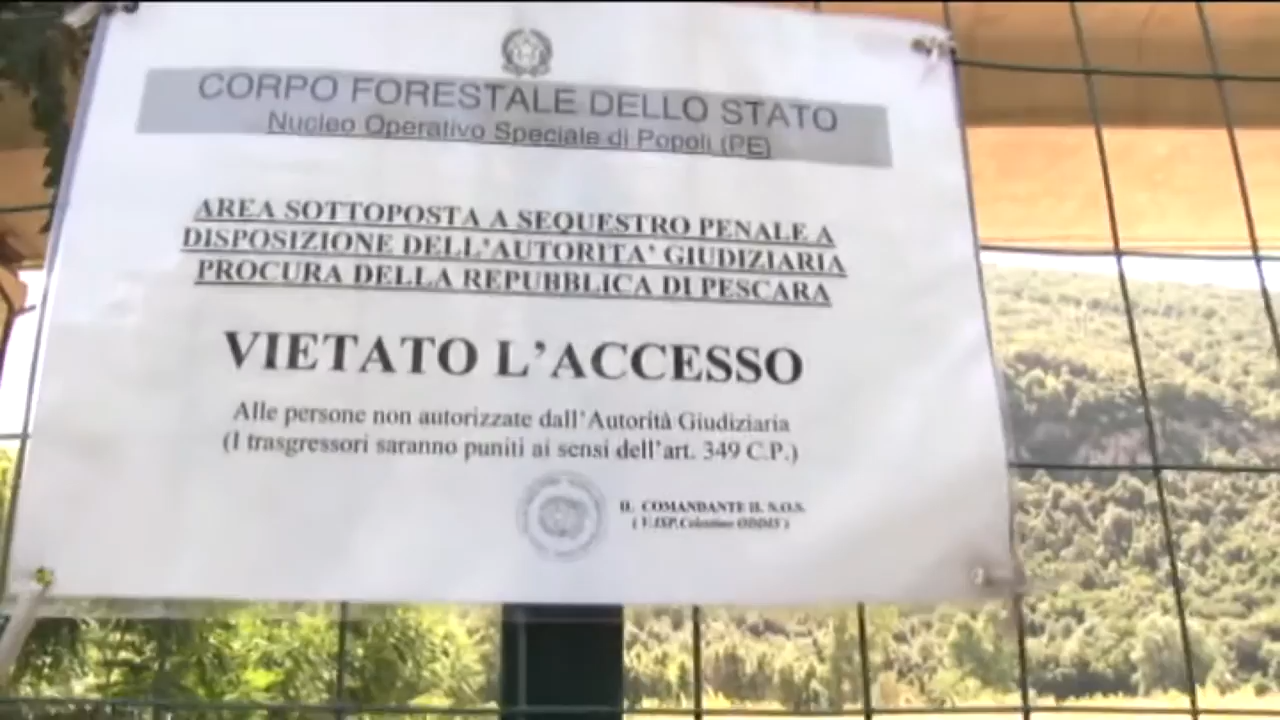 CORPO FORESTALE DELLO STATO
Nucleo Operativo Speciale di Popoli (PE)
AREA SOTTOPOSTA A SEQUESTRO PENALE A
DISPOSIZIONE DELL'AUTORITA' GIUDIZIARIA
PROCURA DELLA REPUBBLICA DI PESCARA
VIETATO L'ACCESSO
Alle persone non autorizzate dall'Autorità Giudiziaria
(I trasgressori saranno puniti ai sensi dell'art. 349 C.P.)
IL COMANDANTE IL N.O.S.